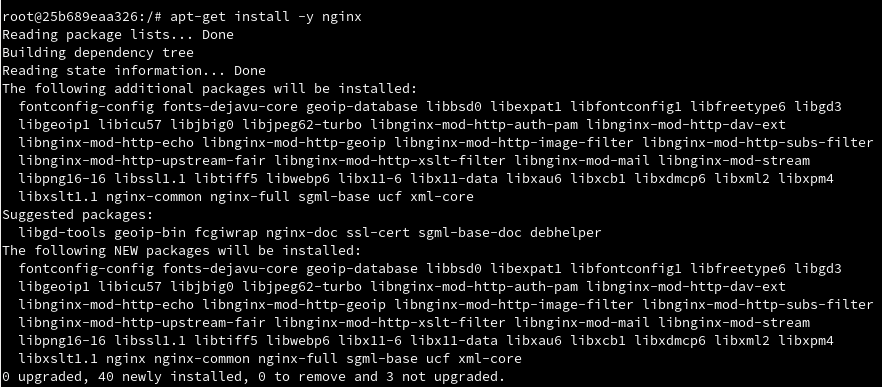 root@25b689eaa326:/# apt-get install -y nginx
Reading package lists... Done
Building dependency tree
Reading state information... Done
The following additional packages will be installed:
  fontconfig-config fonts-dejavu-core geoip-database libbsd0 libexpat1 libfontconfig1 libfreetype6 libgd3
  libgeoip1 libicu57 libjbig0 libjpeg62-turbo libnginx-mod-http-auth-pam libnginx-mod-http-dav-ext
  libnginx-mod-http-echo libnginx-mod-http-geoip libnginx-mod-http-image-filter libnginx-mod-http-subs-filter
  libnginx-mod-http-upstream-fair libnginx-mod-http-xslt-filter libnginx-mod-mail libnginx-mod-stream
  libpng16-16 libssl1.1 libtiff5 libwebp6 libx11-6 libx11-data libxau6 libxcb1 libxdmcp6 libxml2 libxpm4
  libxslt1.1 nginx-common nginx-full sgml-base ucf xml-core
Suggested packages:
  libgd-tools geoip-bin fcgiwrap nginx-doc ssl-cert sgml-base-doc debhelper
The following NEW packages will be installed:
  fontconfig-config fonts-dejavu-core geoip-database libbsd0 libexpat1 libfontconfig1 libfreetype6 libgd3
  libgeoip1 libicu57 libjbig0 libjpeg62-turbo libnginx-mod-http-auth-pam libnginx-mod-http-dav-ext
  libnginx-mod-http-echo libnginx-mod-http-geoip libnginx-mod-http-image-filter libnginx-mod-http-subs-filter
  libnginx-mod-http-upstream-fair libnginx-mod-http-xslt-filter libnginx-mod-mail libnginx-mod-stream
  libpng16-16 libssl1.1 libtiff5 libwebp6 libx11-6 libx11-data libxau6 libxcb1 libxdmcp6 libxml2 libxpm4
  libxslt1.1 nginx nginx-common nginx-full sgml-base ucf xml-core
0 upgraded, 40 newly installed, 0 to remove and 3 not upgraded.